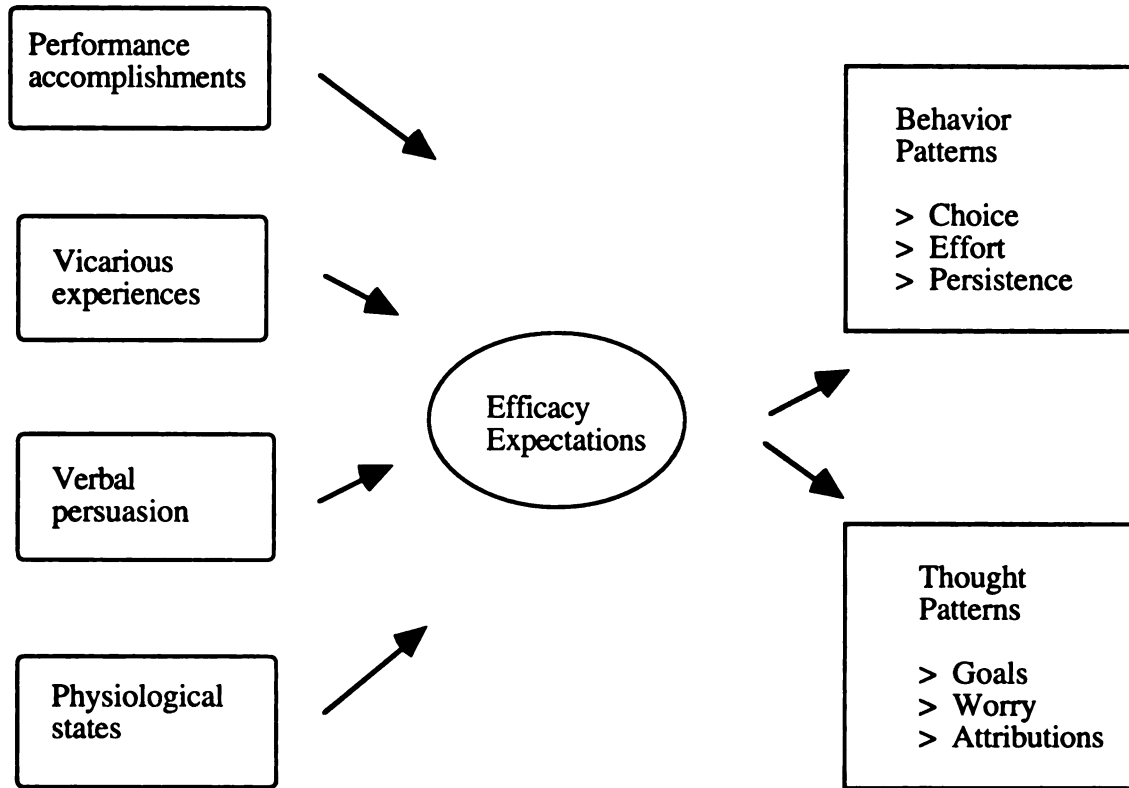 Performance
accomplishments
Vicarious
experiences
Verbal
persuasion
Physiological
states
Efficacy
Expectations
Behavior
Patterns
> Choice
> Effort
> Persistence
Thought
Patterns
> Goals
> Worry
> Attributions